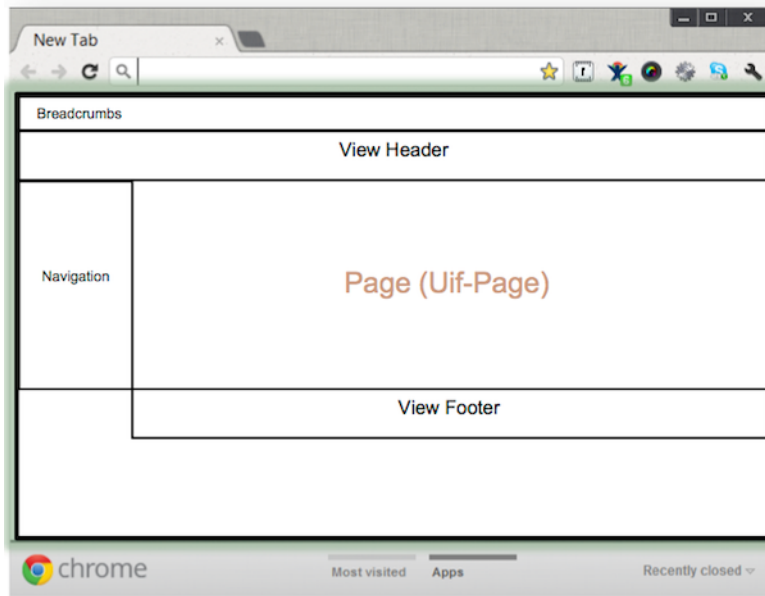 New Tab
Breadcrumbs
View Header
Navigation
Page (Uif-Page)
View Footer
chrome
Most visited
Apps
Recently closed